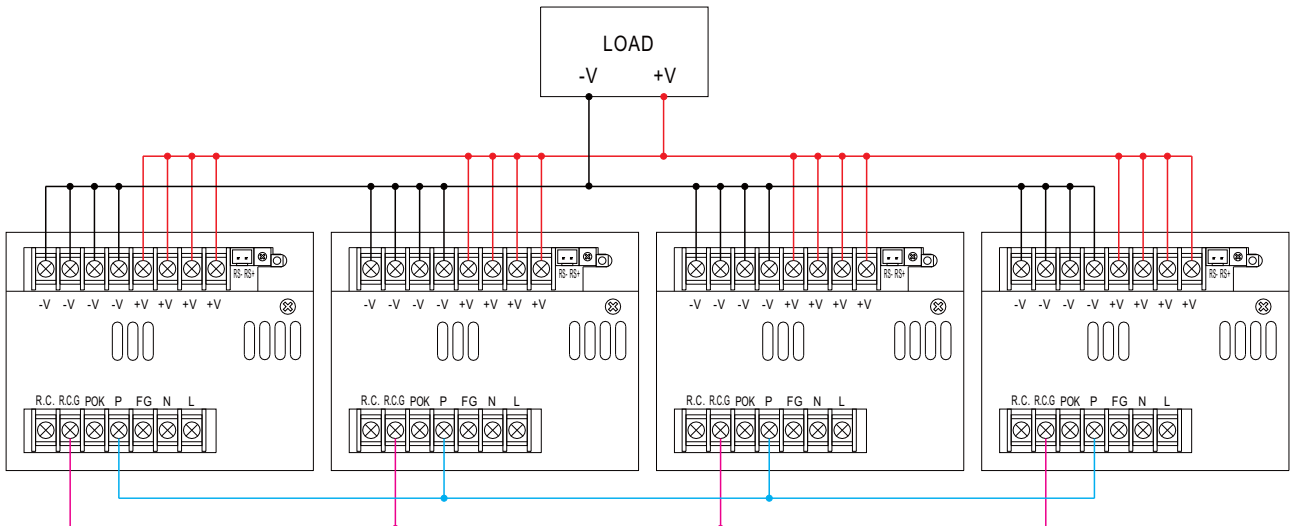 LOAD
-V +V
RS- RS+ RS- RS+ RS- RS+ RS- RS+
-V -V -V -V +V +V +V +V -V -V -V -V +V +V +V +V -V -V -V -V +V +V +V +V -V -V -V -V +V +V +V +V
R.C. R.C.G POK P FG N L R.C. R.C.G POK P FG N L R.C. R.C.G POK P FG N L R.C. R.C.G POK P FG N L